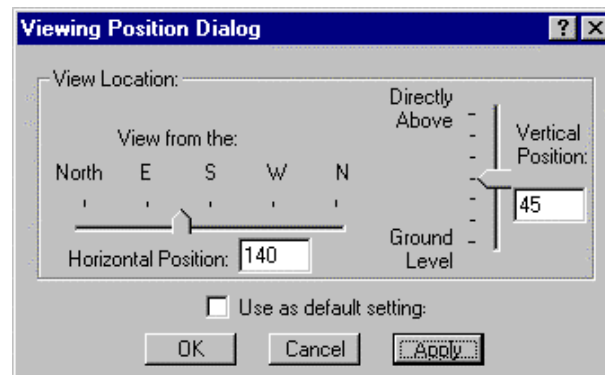 Viewing Position Dialog
View Location:
View from the:
North E S W N
Horizontal Position: 140
Directly
Above
Vertical
Position:
45
Ground
Level
Use as default setting:
OK Cancel Apply